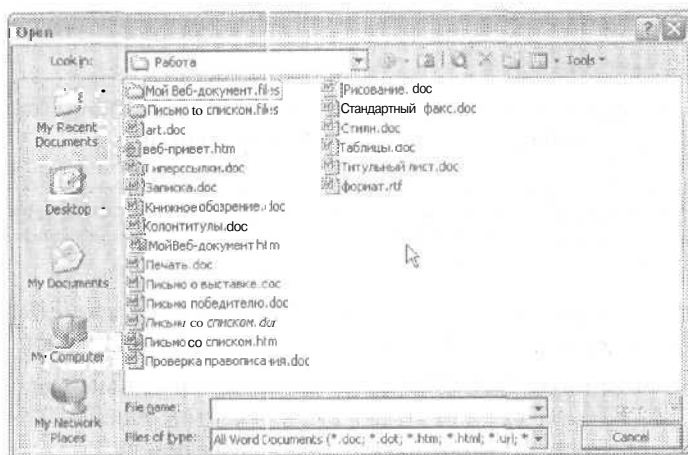 Open
Look in: Работа Tools
My Recent Documents
Desktop
My Documents
My Computer
My Network Places
Мой Веб-документ.files
Письмо to списком.files
art.doc
веб-привет.htm
Гиперссылки.doc
Записка.doc
Книжное обозрение.doc
Колонтитулы.doc
МойВеб-документ htm
Печать.doc
Письмо о выставке.doc
Письмо победителю.doc
Письмо со списком.doc
Письмо со списком.htm
Проверка правописания.doc
Рисование. doc
Стандартный факс.doc
Стили.doc
Таблицы.doc
Титульный лист.doc
формат.rtf
File name:
Files of type: All Word Documents (*.doc; *.dot; *.htm; *.html; *.url; *
Cancel